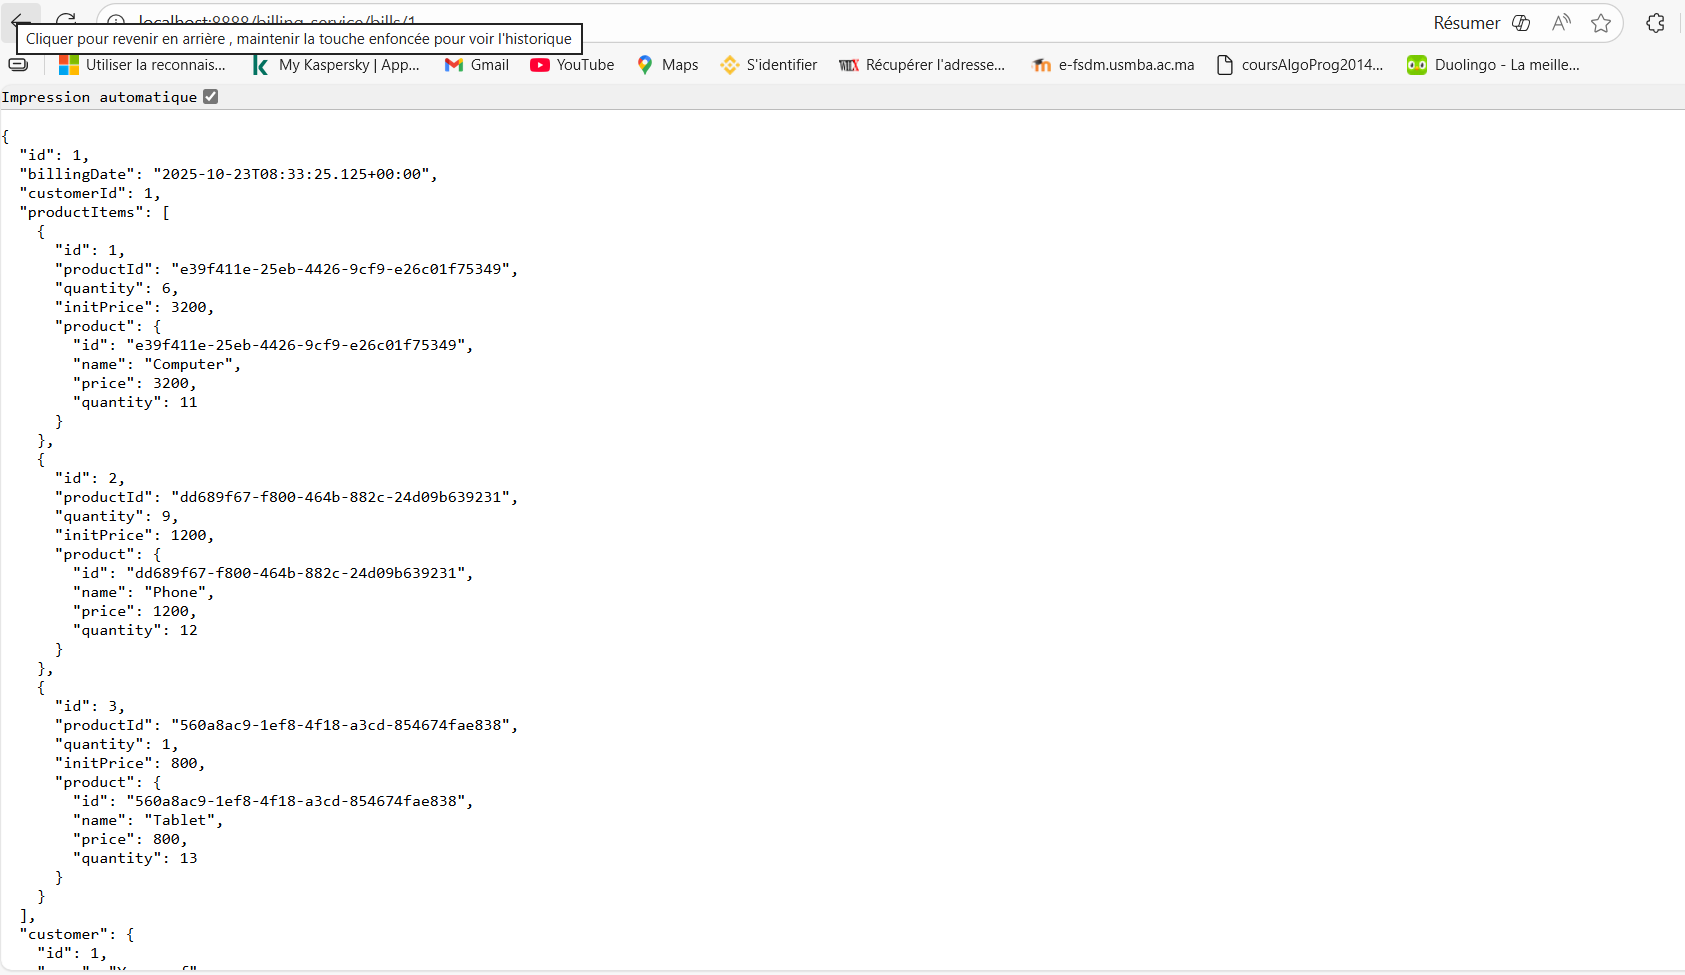 localhost:8888/billing-service/bills/1
Résumer
Cliquer pour revenir en arrière , maintenir la touche enfoncée pour voir l'historique
Utiliser la reconnais... My Kaspersky | App... Gmail YouTube Maps S'identifier Récupérer l'adresse... e-fsdm.usmba.ac.ma coursAlgoProg2014... Duolingo - La meille...
Impression automatique
{
  "id": 1,
  "billingDate": "2025-10-23T08:33:25.125+00:00",
  "customerId": 1,
  "productItems": [
    {
      "id": 1,
      "productId": "e39f411e-25eb-4426-9cf9-e26c01f75349",
      "quantity": 6,
      "initPrice": 3200,
      "product": {
        "id": "e39f411e-25eb-4426-9cf9-e26c01f75349",
        "name": "Computer",
        "price": 3200,
        "quantity": 11
      }
    },
    {
      "id": 2,
      "productId": "dd689f67-f800-464b-882c-24d09b639231",
      "quantity": 9,
      "initPrice": 1200,
      "product": {
        "id": "dd689f67-f800-464b-882c-24d09b639231",
        "name": "Phone",
        "price": 1200,
        "quantity": 12
      }
    },
    {
      "id": 3,
      "productId": "560a8ac9-1ef8-4f18-a3cd-854674fae838",
      "quantity": 1,
      "initPrice": 800,
      "product": {
        "id": "560a8ac9-1ef8-4f18-a3cd-854674fae838",
        "name": "Tablet",
        "price": 800,
        "quantity": 13
      }
    }
  ],
  "customer": {
    "id": 1,